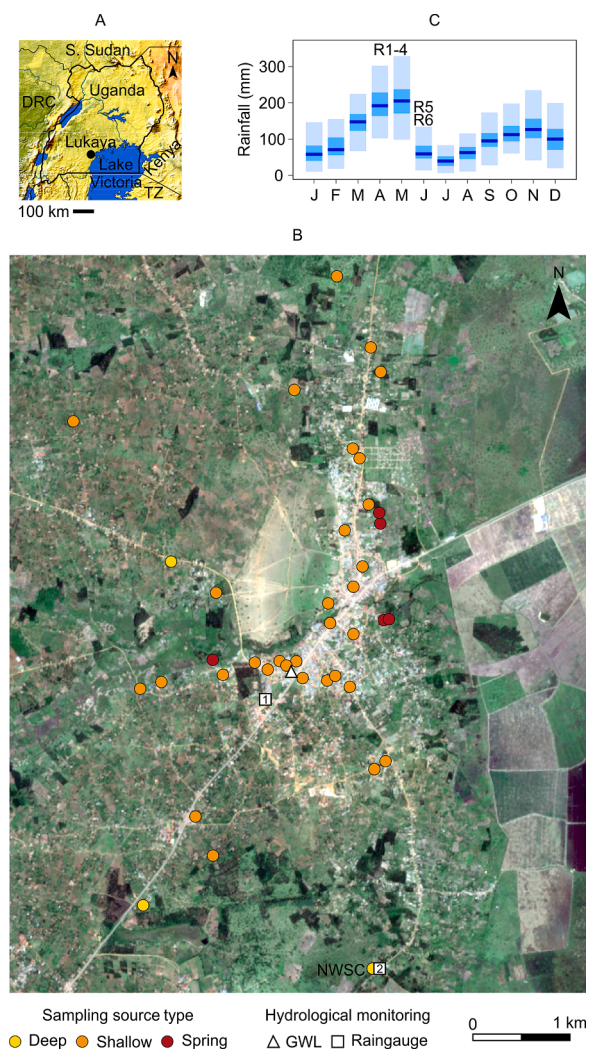 A
S. Sudan
N
Uganda
DRC
Lukaya
Kenya
Lake
Victoria
TZ
100 km
C
R1-4
R5
R6
Rainfall (mm)
300
200
100
0
J F M A M J J A S O N D
B
N
1
NWSC 2
Sampling source type
Deep Shallow Spring
Hydrological monitoring
GWL Raingauge
0 1 km